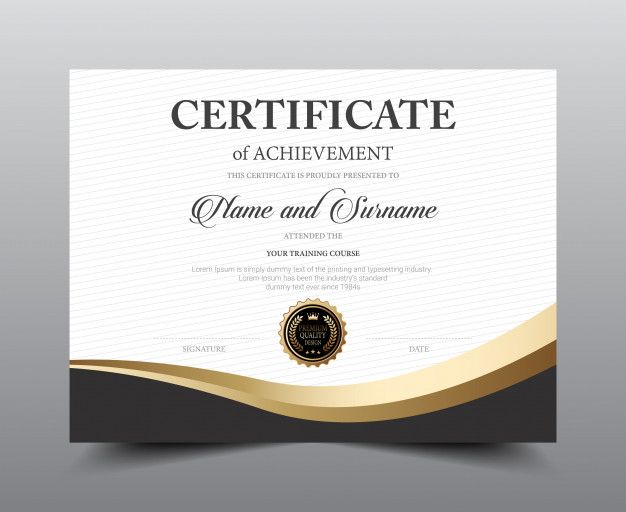 CERTIFICATE
of ACHIEVEMENT
THIS CERTIFICATE IS PROUDLY PRESENTED TO
Name and Surname
ATTENDED THE
YOUR TRAINING COURSE
Lorem Ipsum is simply dummy text of the printing and typesetting
industry. Lorem Ipsum has been the industry's standard
dummy text ever since 1984s
PREMIUM
QUALITY
DESIGN
SIGNATURE
DATE